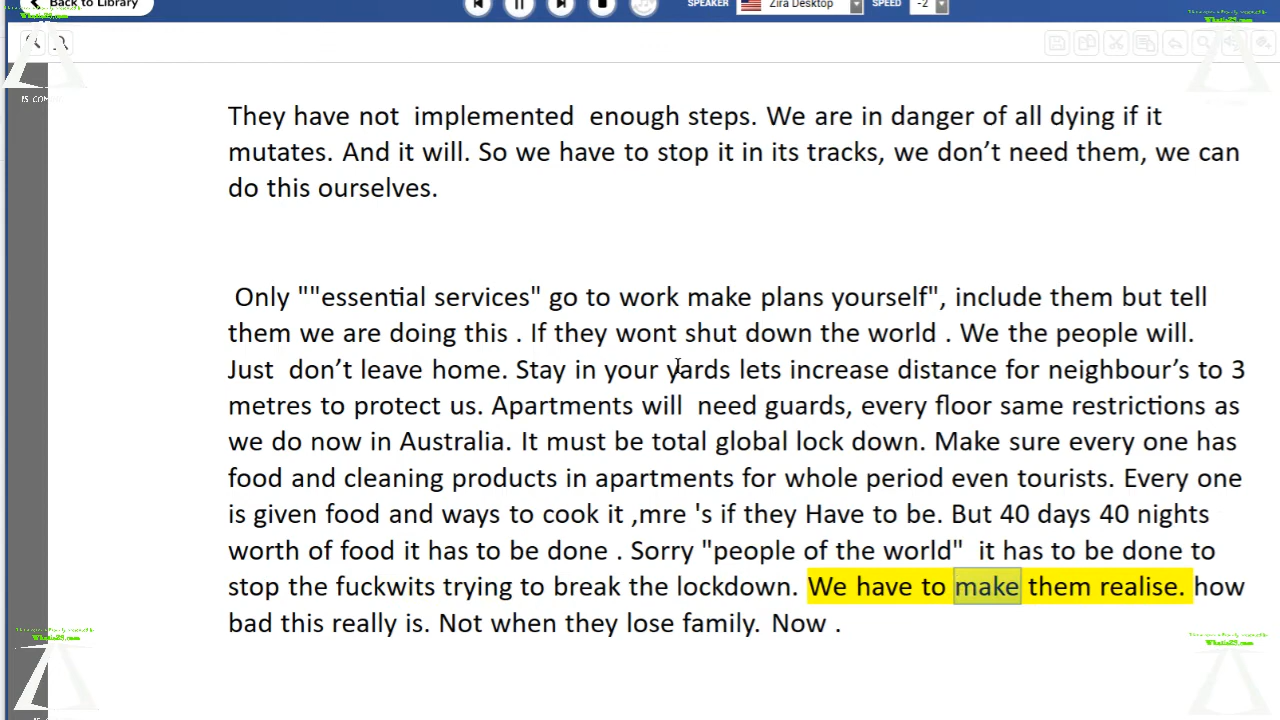 Back to Library
SPEAKER Zira Desktop SPEED -2
They have not  implemented  enough steps. We are in danger of all dying if it
mutates. And it will. So we have to stop it in its tracks, we don’t need them, we can
do this ourselves.
Only ""essential services" go to work make plans yourself", include them but tell
them we are doing this . If they wont shut down the world . We the people will.
Just  don’t leave home. Stay in your yards lets increase distance for neighbour’s to 3
metres to protect us. Apartments will  need guards, every floor same restrictions as
we do now in Australia. It must be total global lock down. Make sure every one has
food and cleaning products in apartments for whole period even tourists. Every one
is given food and ways to cook it ,mre 's if they Have to be. But 40 days 40 nights
worth of food it has to be done . Sorry "people of the world"  it has to be done to
stop the fuckwits trying to break the lockdown. We have to make them realise. how
bad this really is. Not when they lose family. Now .